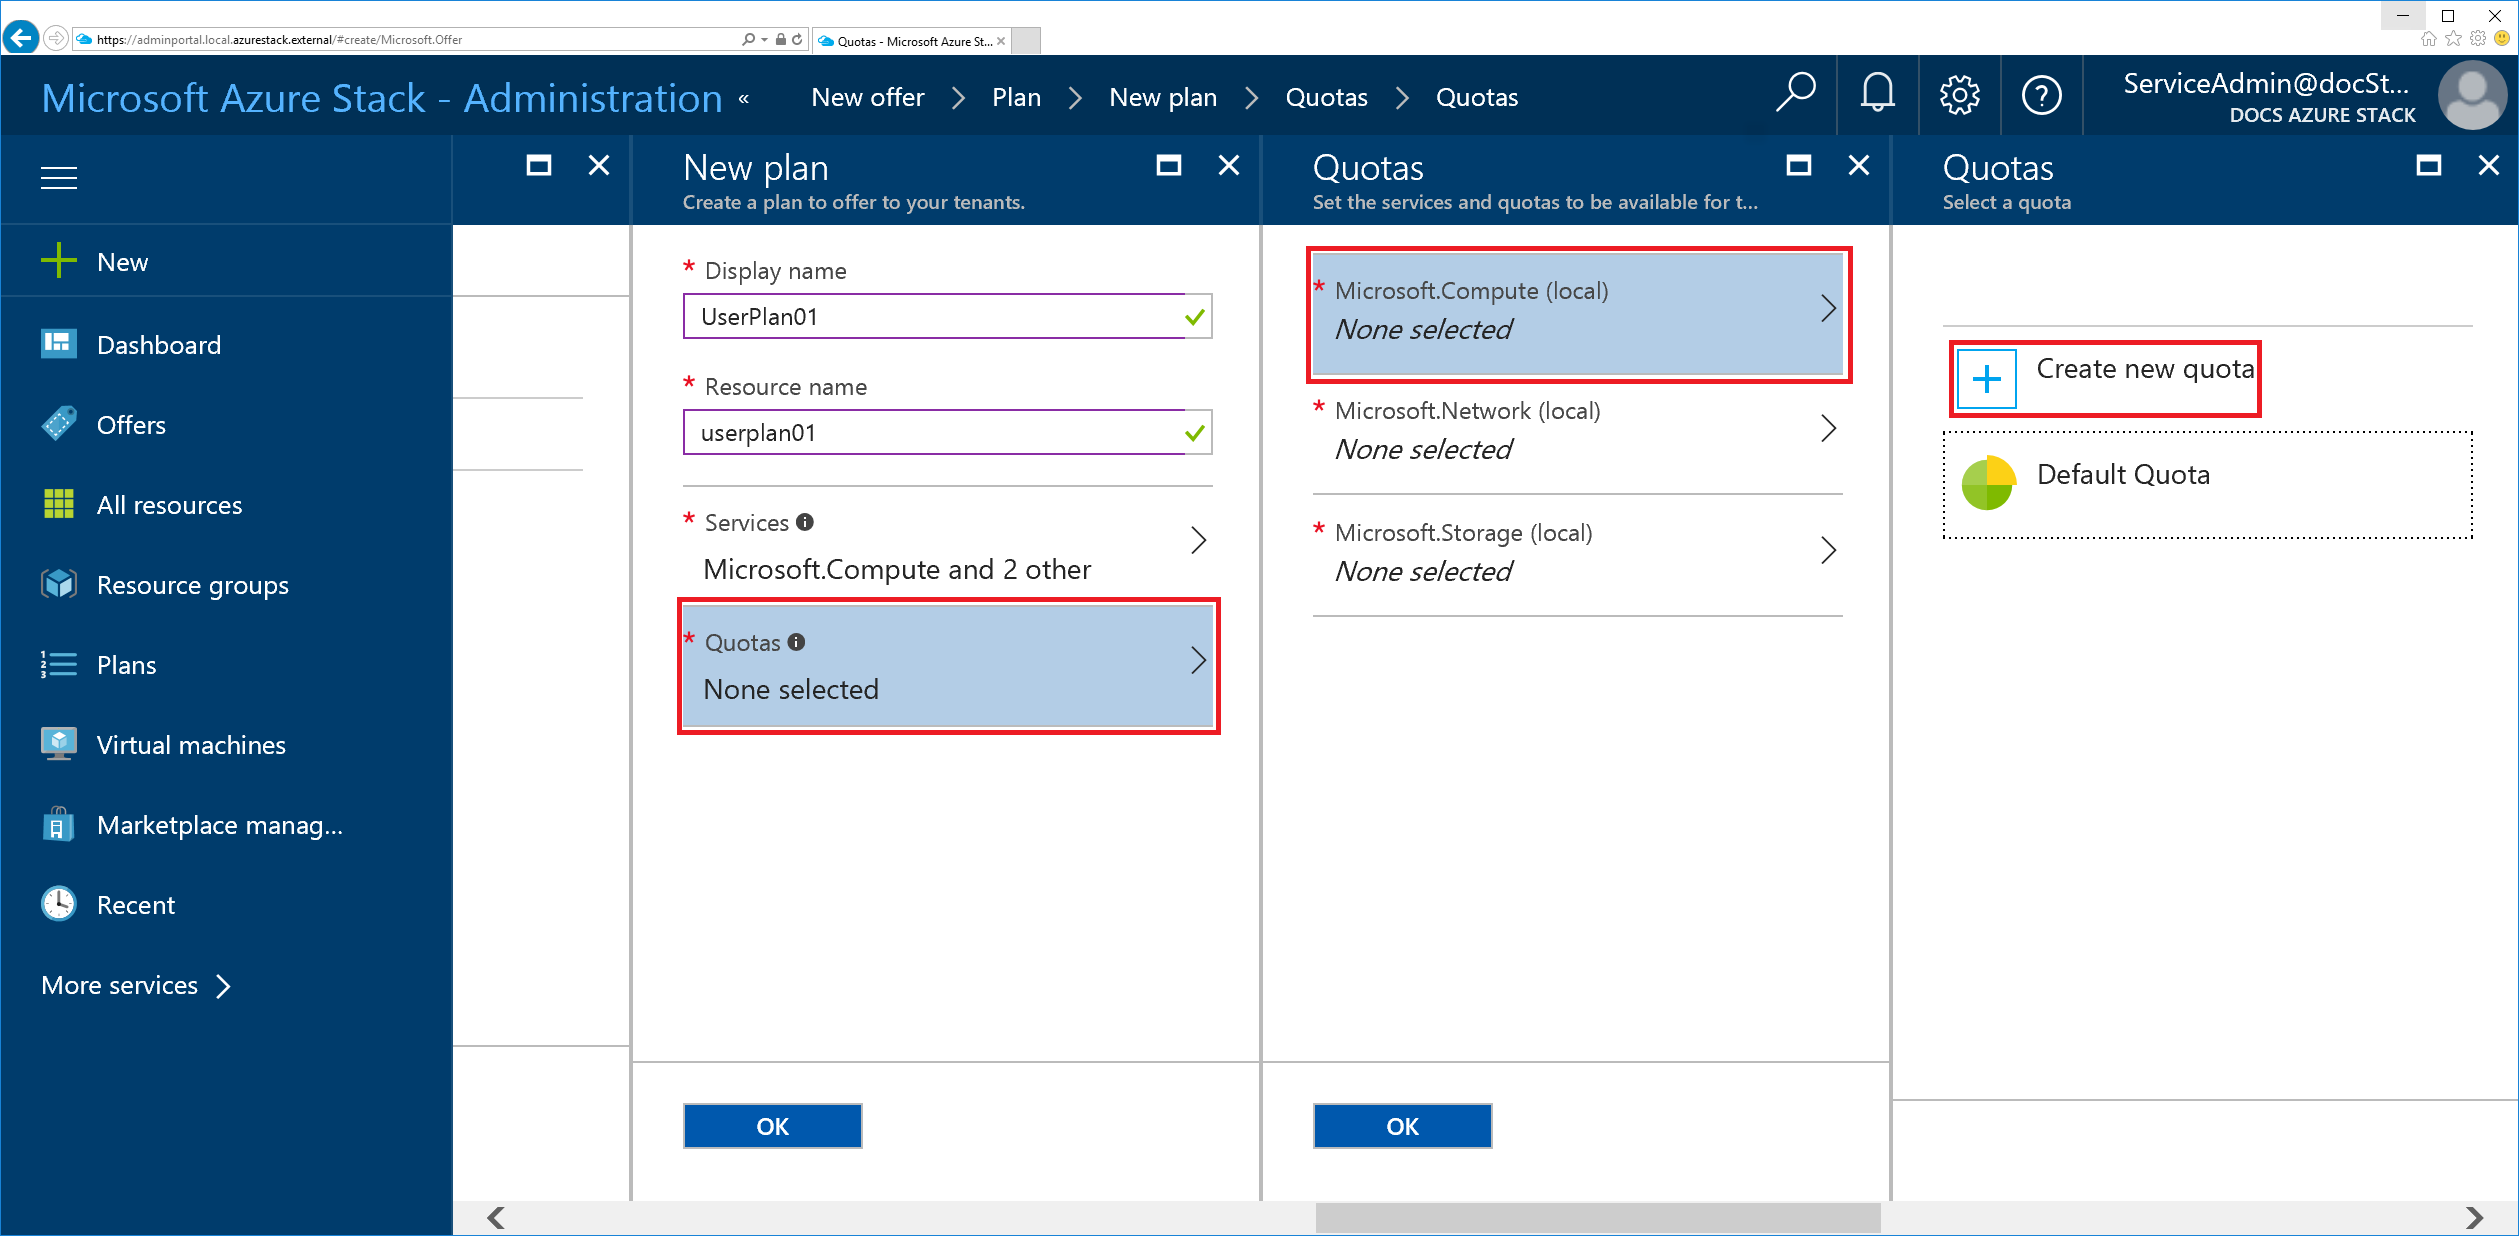 https://adminportal.local.azurestack.external/#create/Microsoft.Offer
Quotas - Microsoft Azure St...
Microsoft Azure Stack - Administration «
New offer > Plan > New plan > Quotas > Quotas
ServiceAdmin@docSt...
DOCS AZURE STACK
New
Dashboard
Offers
All resources
Resource groups
Plans
Virtual machines
Marketplace manag...
Recent
More services
New plan
Create a plan to offer to your tenants.
* Display name
UserPlan01
* Resource name
userplan01
* Services
Microsoft.Compute and 2 other
* Quotas
None selected
OK
Quotas
Set the services and quotas to be available for t...
* Microsoft.Compute (local)
None selected
* Microsoft.Network (local)
None selected
* Microsoft.Storage (local)
None selected
OK
Quotas
Select a quota
Create new quota
Default Quota